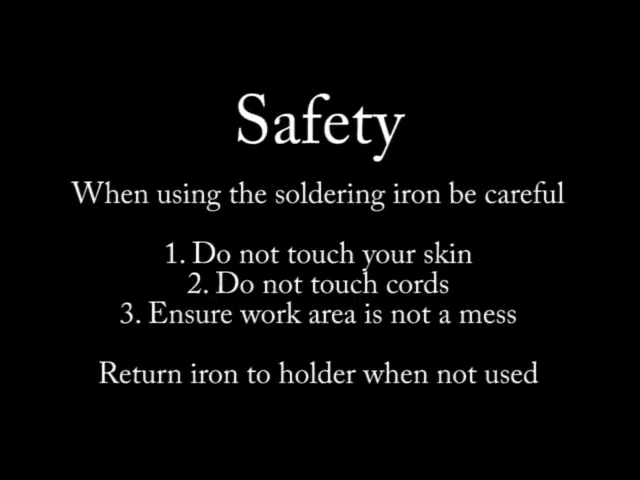 Safety
When using the soldering iron be careful
1. Do not touch your skin
2. Do not touch cords
3. Ensure work area is not a mess
Return iron to holder when not used